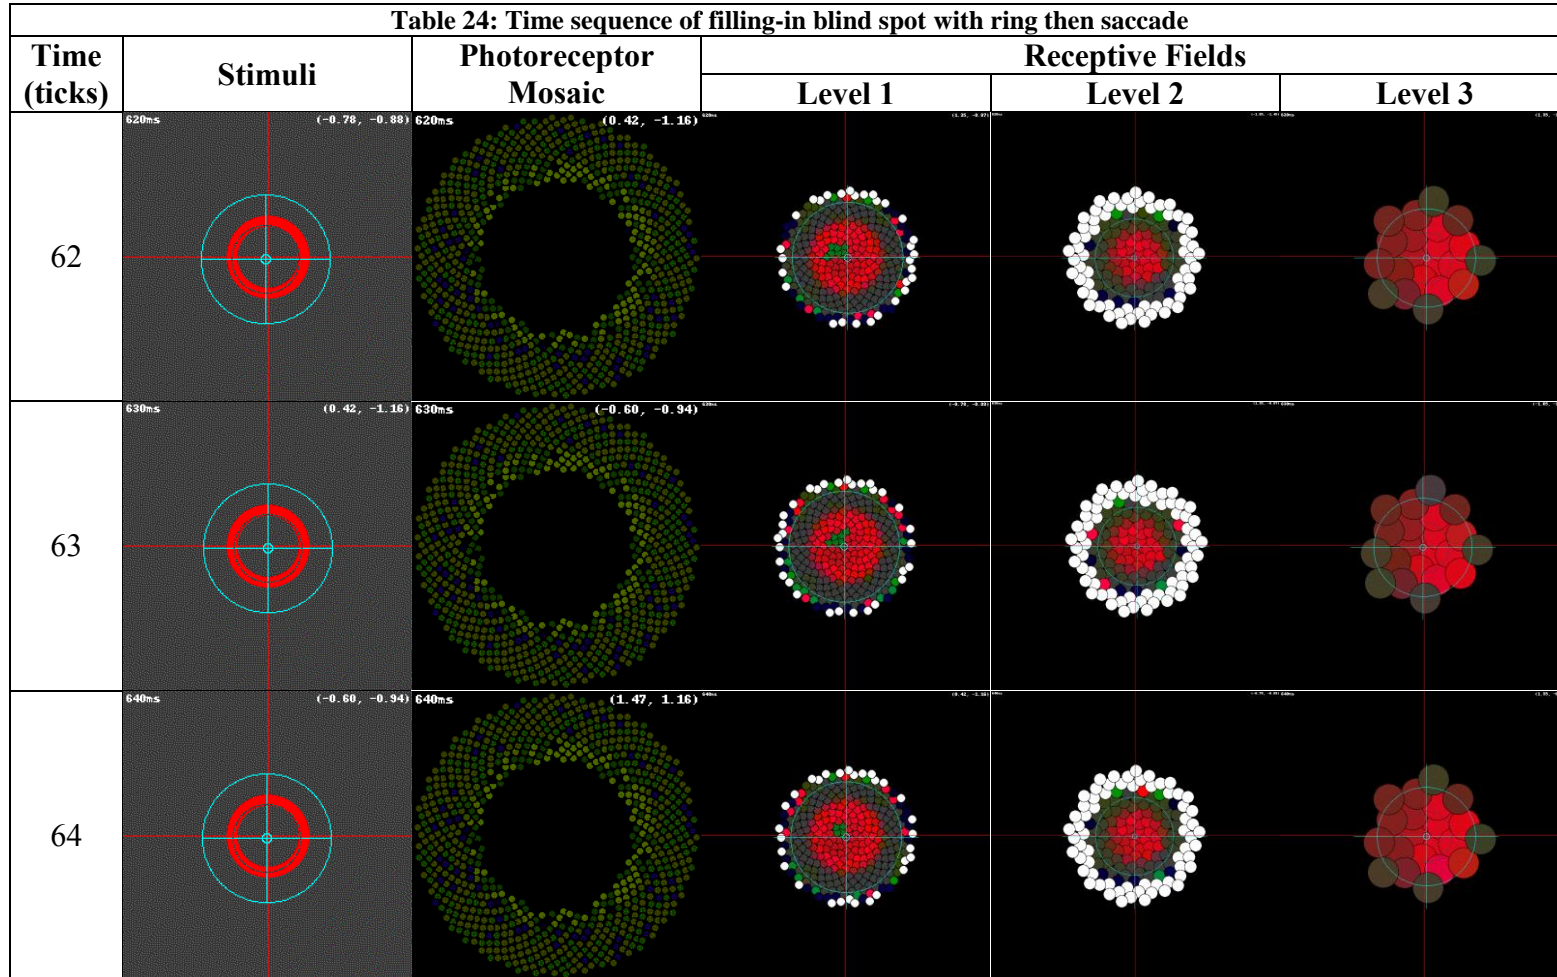 Table 24: Time sequence of filling-in blind spot with ring then saccade
Time (ticks)
Stimuli
Photoreceptor Mosaic
Receptive Fields
Level 1
Level 2
Level 3
62
620ms (-0.78, -0.88)
620ms (0.42, -1.16)
63
630ms (0.42, -1.16)
630ms (-0.60, -0.94)
64
640ms (-0.60, -0.94)
640ms (1.47, 1.16)